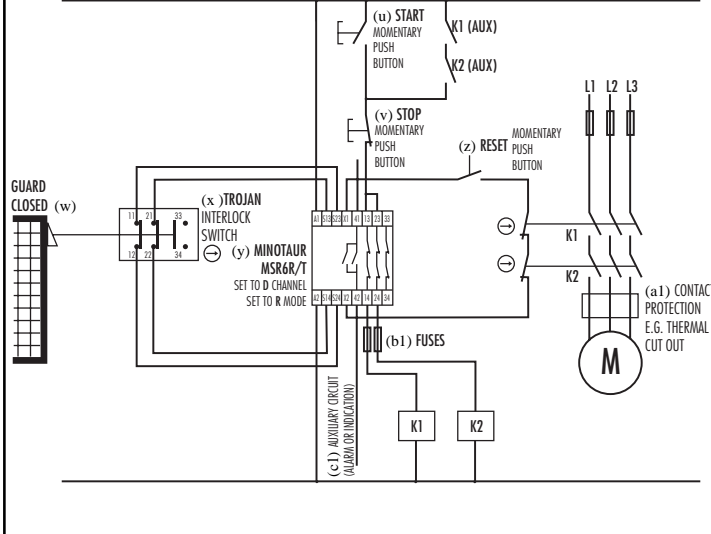 (u) START
MOMENTARY
PUSH
BUTTON
K1 (AUX)
K2 (AUX)
L1 L2 L3
(v) STOP
MOMENTARY
PUSH
BUTTON
(z) RESET
MOMENTARY
PUSH
BUTTON
GUARD
CLOSED (w)
11 21 33
12 22 34
(x )TROJAN
INTERLOCK
SWITCH
(y) MINOTAUR
MSR6R/T
SET TO D CHANNEL
SET TO R MODE
A1 S13 S23 X1 41 13 23 33
A2 S14 S24 X2 42 14 24 34
K1
K2
(a1) CONTAC
PROTECTION
E.G. THERMAL
CUT OUT
M
(b1) FUSES
(c1) AUXILIARY CIRCUIT
(ALARM OR INDICATION)
K1
K2